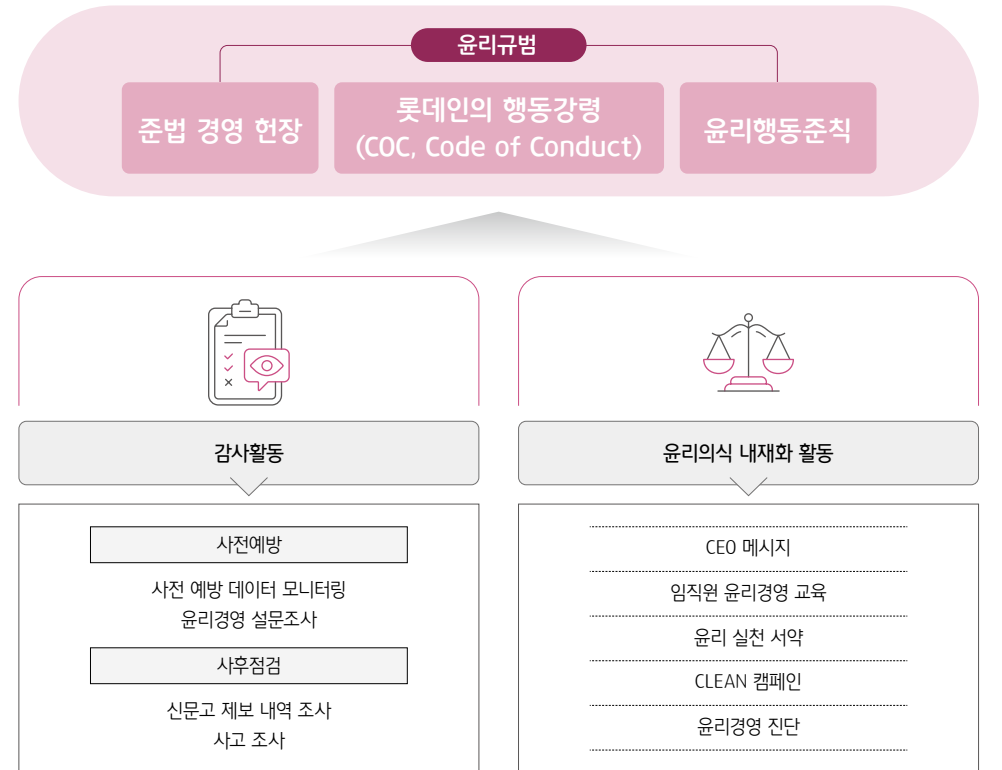 윤리규범
준법 경영 헌장
롯데인의 행동강령
(COC, Code of Conduct)
윤리행동준칙
감사활동
사전예방
사전 예방 데이터 모니터링
윤리경영 설문조사
사후점검
신문고 제보 내역 조사
사고 조사
윤리의식 내재화 활동
CEO 메시지
임직원 윤리경영 교육
윤리 실천 서약
CLEAN 캠페인
윤리경영 진단